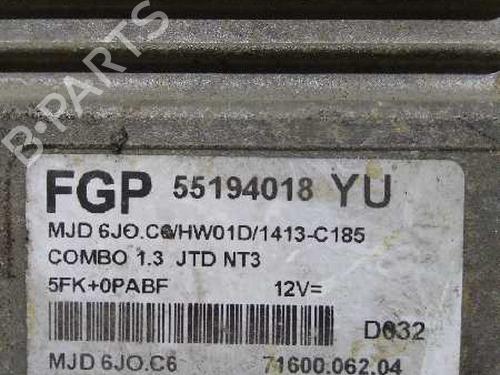 B-PARTS
FGP 55194018 YU
MJD 6JO.C6/HW01D/1413-C185
COMBO 1.3 JTD NT3
5FK+0PABF 12V=
D032
MJD 6JO.C6 71600.062.04